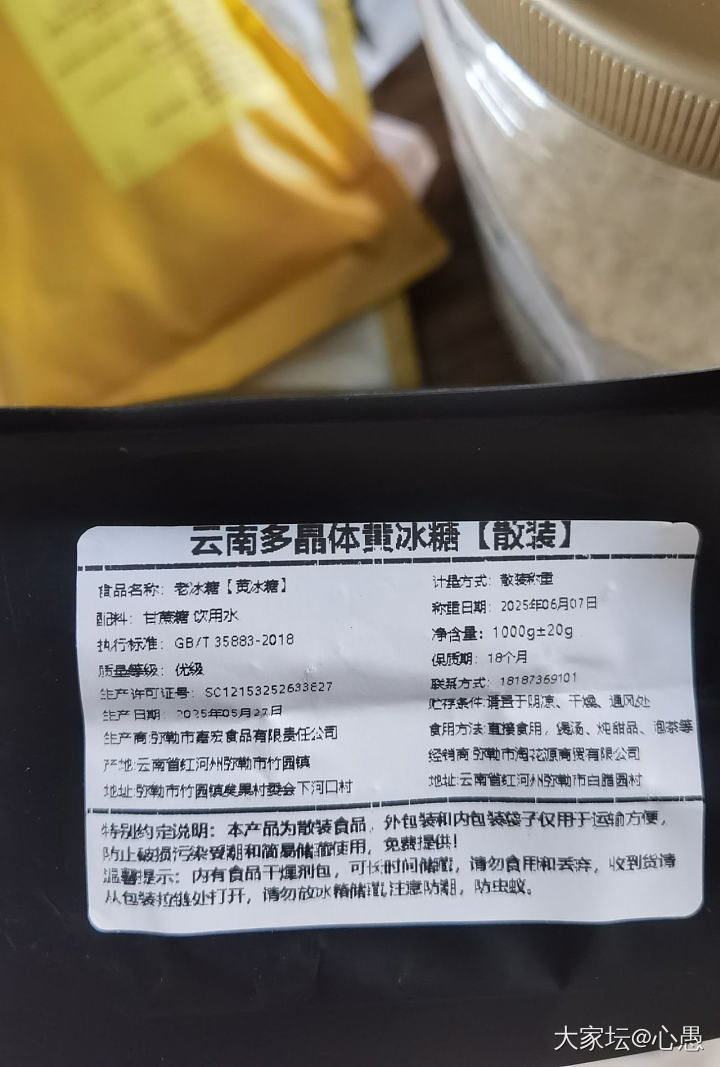 云南多晶体黄冰糖【散装】
食品名称：老冰糖【黄冰糖】
配料：甘蔗糖 饮用水
执行标准：GB/T 35883-2018
质量等级：优级
生产许可证号：SC12153252633827
生产日期：2025年05月27日
生产商:弥勒市嘉宏食品有限责任公司
产地:云南省红河州弥勒市竹园镇
地址:弥勒市竹园镇 村委会下河口村
计量方式：散装称重
称重日期：2025年06月07日
净含量：1000g±20g
保质期：18个月
联系方式：18187369101
贮存条件:请置于阴凉、干燥、通风处
食用方法:直接食用，煲汤、炖甜品、泡茶等
经销商:弥勒市淘花源商贸有限公司
地址:云南省红河州弥勒市白腊园村
特别约定说明：本产品为散装食品，外包装和内包装袋子仅用于运输方便，
防止破损污染受潮和简易储藏使用，免费提供！
温馨提示：内有食品干燥剂包，可长时间储藏，请勿食用和丢弃，收到货请
从包装拉链处打开，请勿放冰箱储藏,注意防潮，防虫蚁。
大家坛@心愚